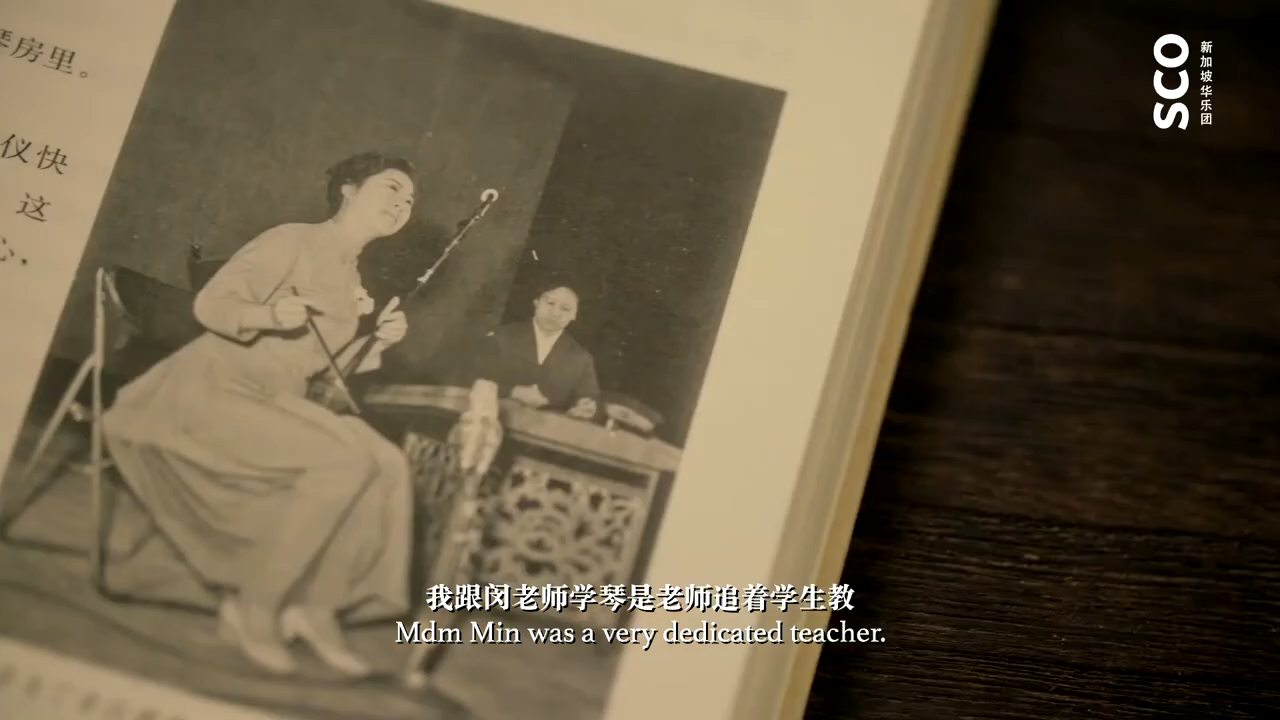 琴房里。
仪快
这
心.
SCO
新加坡华乐团
我跟闵老师学琴是老师追着学生教
Mdm Min was a very dedicated teacher.